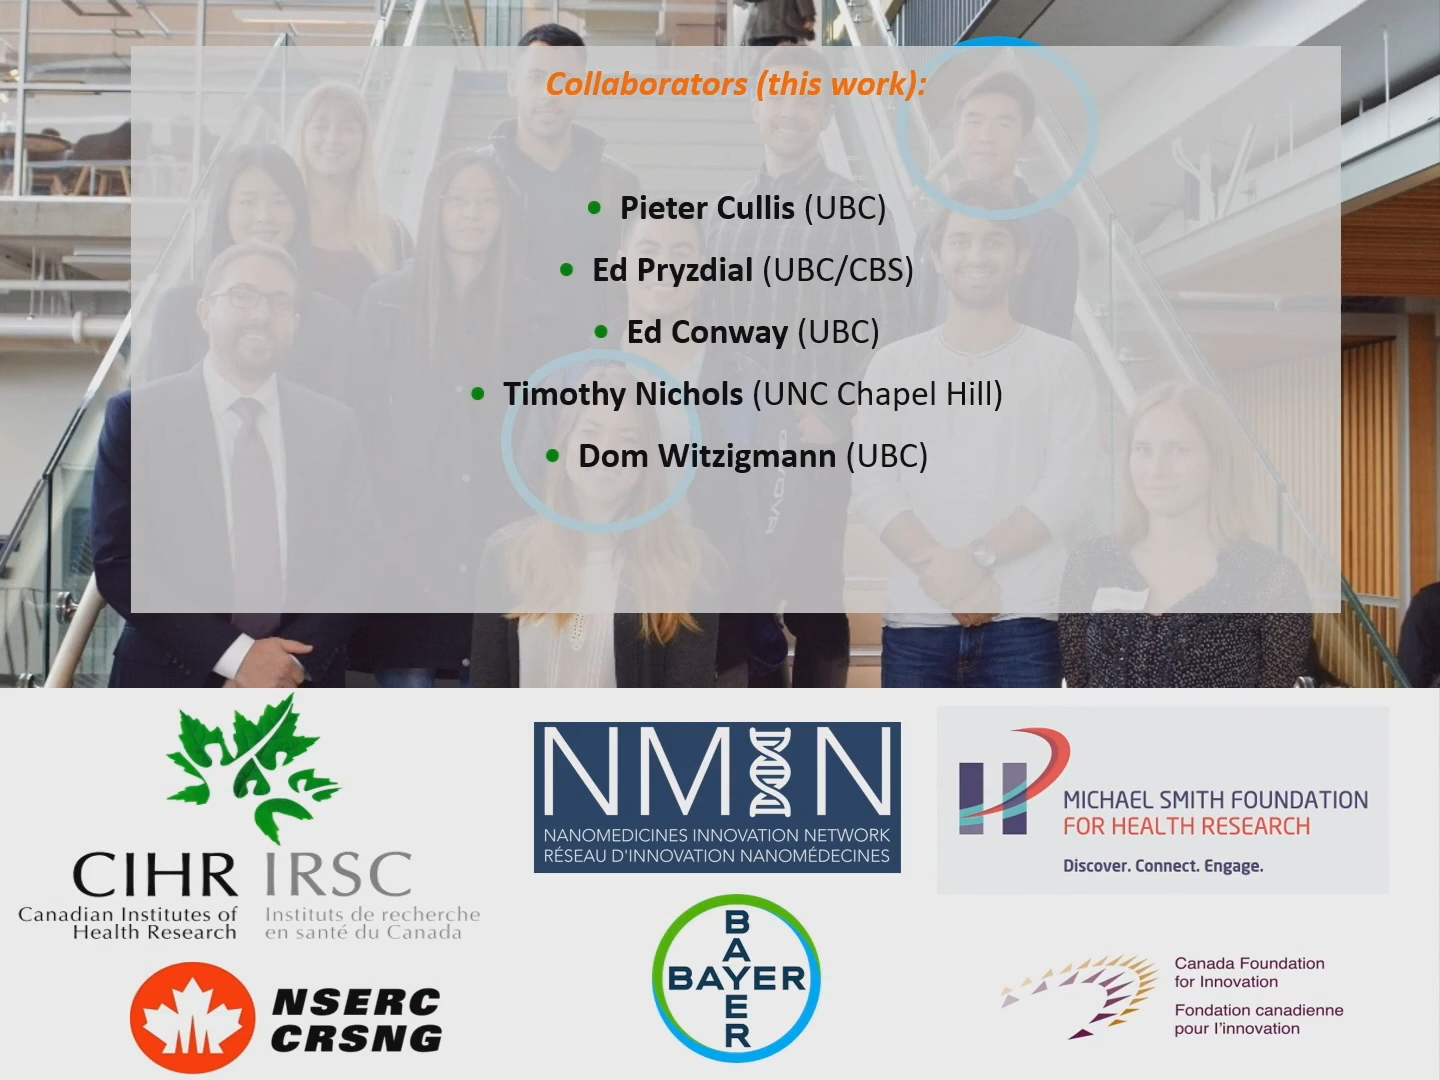 Collaborators (this work):
• Pieter Cullis (UBC)
• Ed Pryzdial (UBC/CBS)
• Ed Conway (UBC)
• Timothy Nichols (UNC Chapel Hill)
• Dom Witzigmann (UBC)
CIHR IRSC
Canadian Institutes of Health Research
Instituts de recherche en santé du Canada
NMIN
NANOMEDICINES INNOVATION NETWORK
RÉSEAU D'INNOVATION NANOMÉDECINES
MICHAEL SMITH FOUNDATION
FOR HEALTH RESEARCH
Discover. Connect. Engage.
NSERC
CRSNG
BAYER
BAYER
Canada Foundation
for Innovation
Fondation canadienne
pour l'innovation